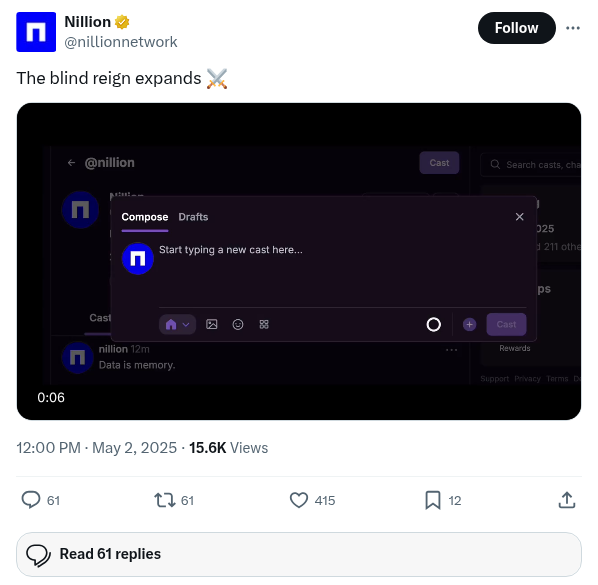 Nillion
@nillionnetwork
Follow
The blind reign expands ⚔️
@nillion
Cast
Search casts, cha
Nillion
Compose
Drafts
2025
Start typing a new cast here...
d 211 othe
ps
Cast
Cast
nillion 12m
Rewards
Data is memory.
Support Privacy Terms
0:06
12:00 PM · May 2, 2025 · 15.6K Views
61
61
415
12
Read 61 replies